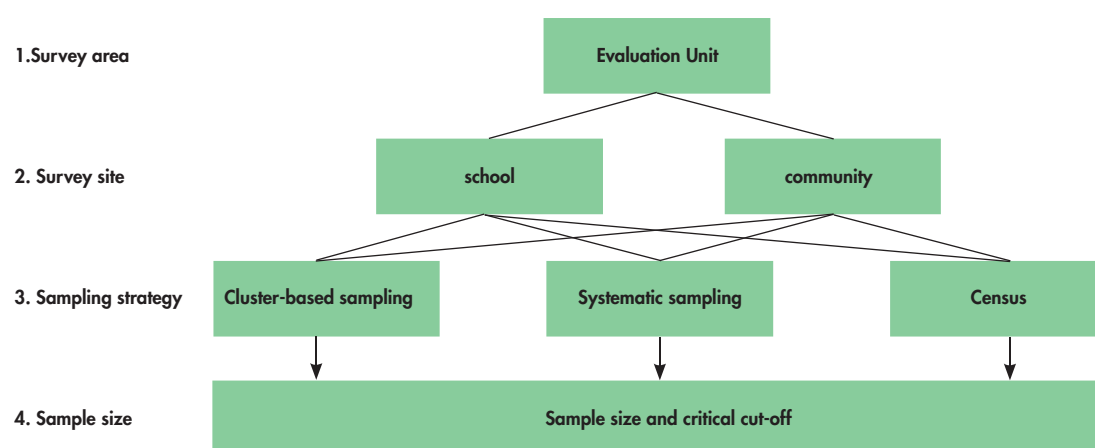 1.Survey area
Evaluation Unit
2. Survey site
school
community
3. Sampling strategy
Cluster-based sampling
Systematic sampling
Census
4. Sample size
Sample size and critical cut-off